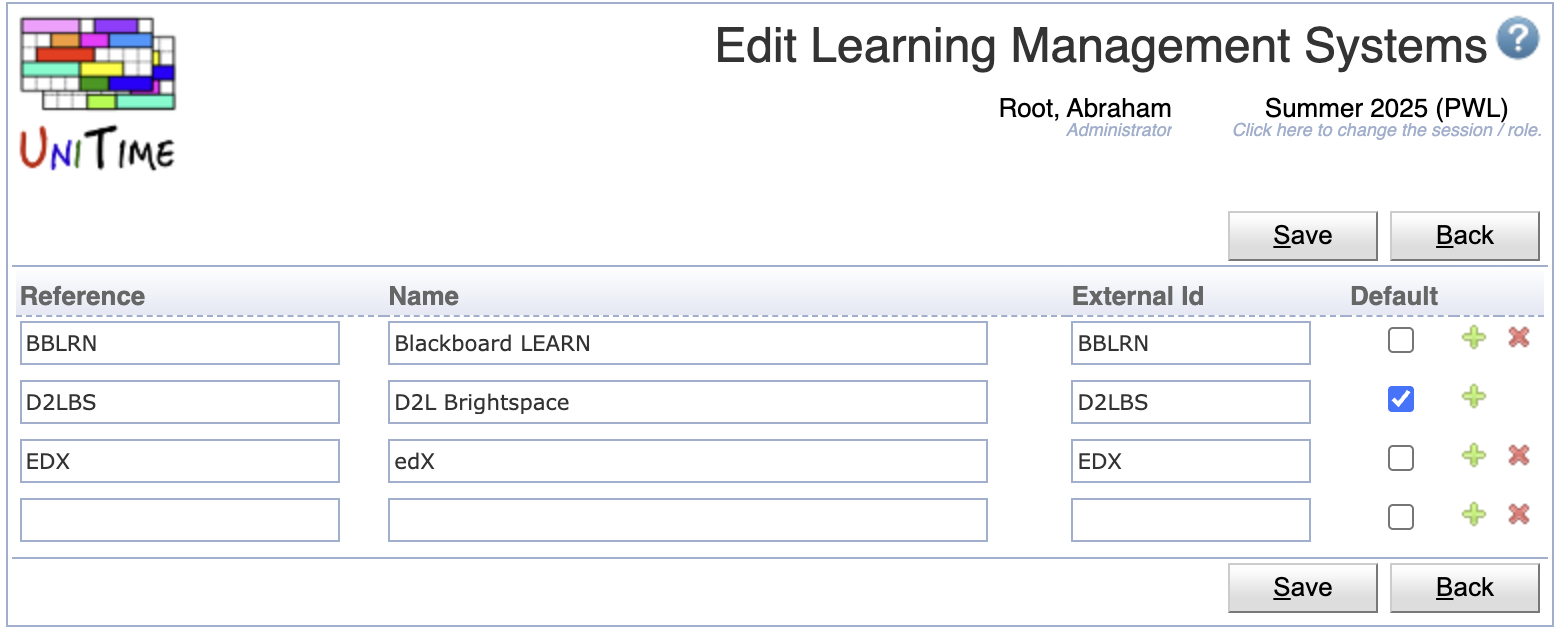 Edit Learning Management Systems ?
UNITIME
Root, Abraham Summer 2025 (PWL)
Administrator Click here to change the session / role.
Save Back
Reference Name External Id Default
BBLRN Blackboard LEARN BBLRN
D2LBS D2L Brightspace D2LBS
EDX edX EDX
Save Back